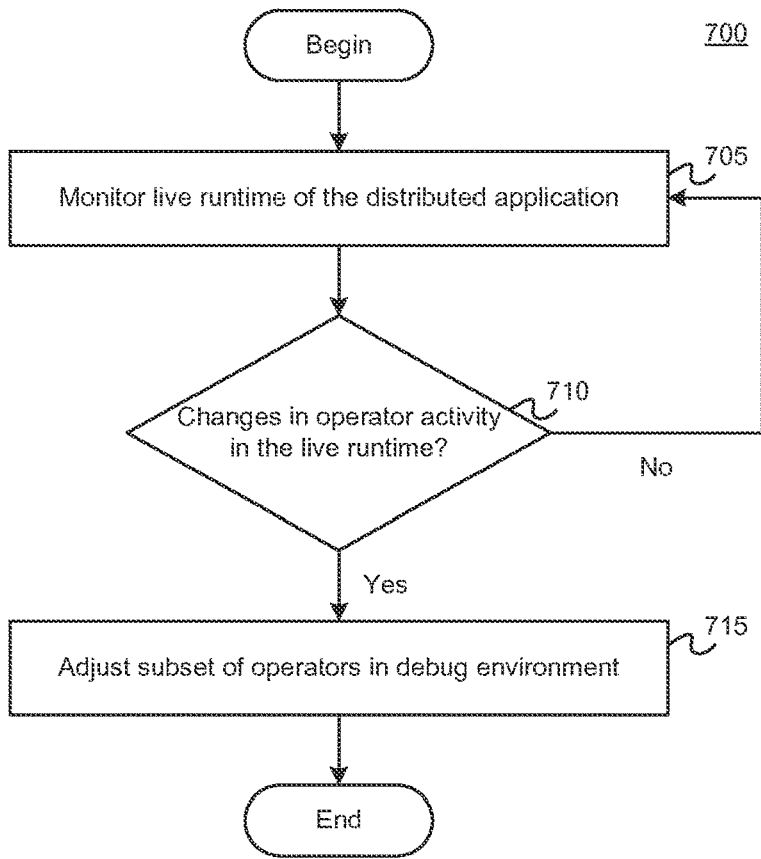 Begin
700
705
Monitor live runtime of the distributed application
710
Changes in operator activity
in the live runtime?
No
Yes
715
Adjust subset of operators in debug environment
End